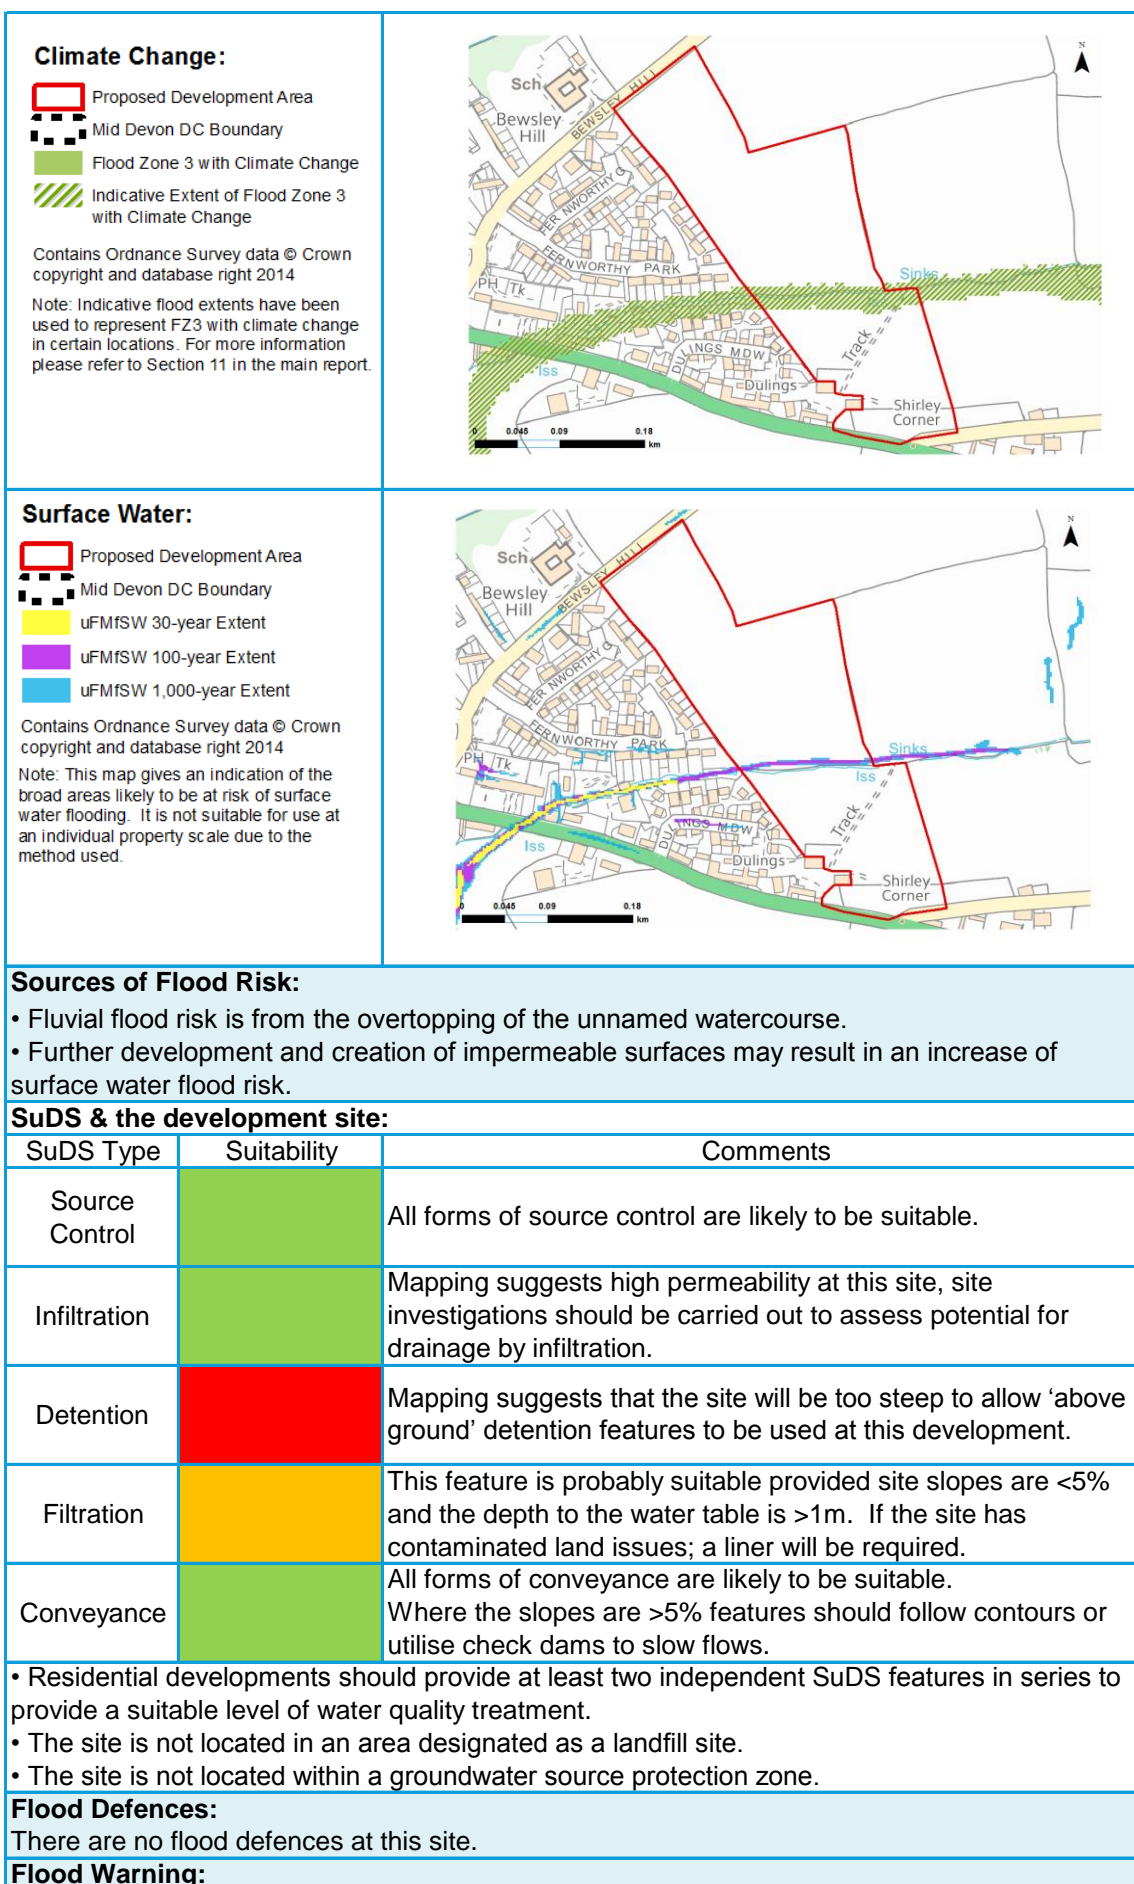 Climate Change:
Proposed Development Area
Mid Devon DC Boundary
Flood Zone 3 with Climate Change
Indicative Extent of Flood Zone 3
with Climate Change
Contains Ordnance Survey data © Crown
copyright and database right 2014
Note: Indicative flood extents have been
used to represent FZ3 with climate change
in certain locations. For more information
please refer to Section 11 in the main report.
N
Sch
Bewsley
Hill
BEWSLEY HILL
FERNWORTHY G
FERNWORTHY PARK
PH
Tk
Sinks
Iss
DULINGS MDW
Dulings
Track
Shirley
Corner
0 0.045 0.09 0.18
km
Surface Water:
Proposed Development Area
Mid Devon DC Boundary
uFMfSW 30-year Extent
uFMfSW 100-year Extent
uFMfSW 1,000-year Extent
Contains Ordnance Survey data © Crown
copyright and database right 2014
Note: This map gives an indication of the
broad areas likely to be at risk of surface
water flooding. It is not suitable for use at
an individual property scale due to the
method used.
N
Sch
Bewsley
Hill
BEWSLEY HILL
FERNWORTHY G
FERNWORTHY PARK
PH
Tk
Sinks
Iss
Iss
DULINGS MDW
Dulings
Track
Shirley
Corner
0 0.045 0.09 0.18
km
Sources of Flood Risk:
• Fluvial flood risk is from the overtopping of the unnamed watercourse.
• Further development and creation of impermeable surfaces may result in an increase of
surface water flood risk.
SuDS & the development site:
SuDS Type Suitability Comments
Source
Control
All forms of source control are likely to be suitable.
Infiltration
Mapping suggests high permeability at this site, site
investigations should be carried out to assess potential for
drainage by infiltration.
Detention
Mapping suggests that the site will be too steep to allow ‘above
ground’ detention features to be used at this development.
Filtration
This feature is probably suitable provided site slopes are <5%
and the depth to the water table is >1m. If the site has
contaminated land issues; a liner will be required.
Conveyance
All forms of conveyance are likely to be suitable.
Where the slopes are >5% features should follow contours or
utilise check dams to slow flows.
• Residential developments should provide at least two independent SuDS features in series to
provide a suitable level of water quality treatment.
• The site is not located in an area designated as a landfill site.
• The site is not located within a groundwater source protection zone.
Flood Defences:
There are no flood defences at this site.
Flood Warning: